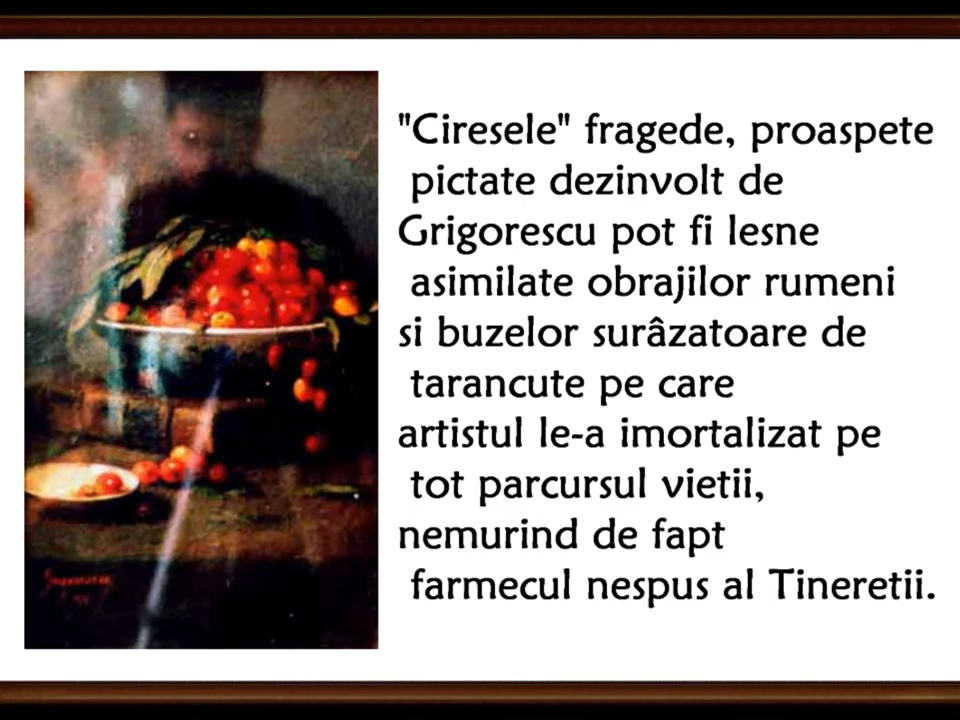 "Ciresele" fragede, proaspete
pictate dezinvolt de
Grigorescu pot fi lesne
asimilate obrajilor rumeni
si buzelor surâzatoare de
tarancute pe care
artistul le-a imortalizat pe
tot parcursul vietii,
nemurind de fapt
farmecul nespus al Tineretii.